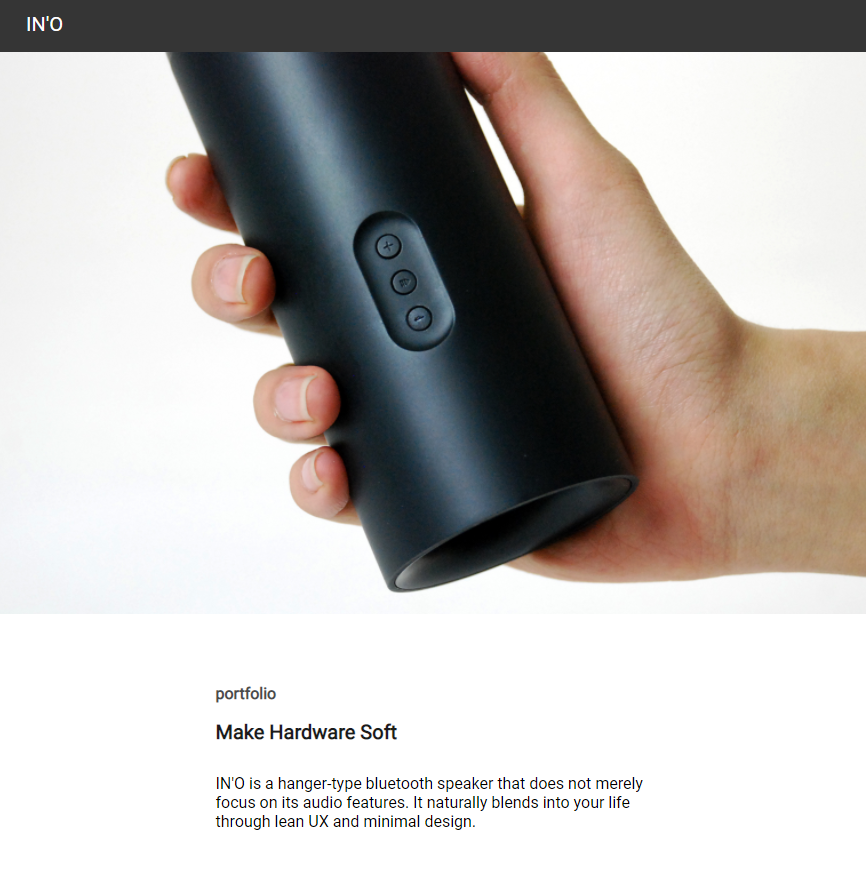 IN'O
portfolio
Make Hardware Soft
IN'O is a hanger-type bluetooth speaker that does not merely
focus on its audio features. It naturally blends into your life
through lean UX and minimal design.